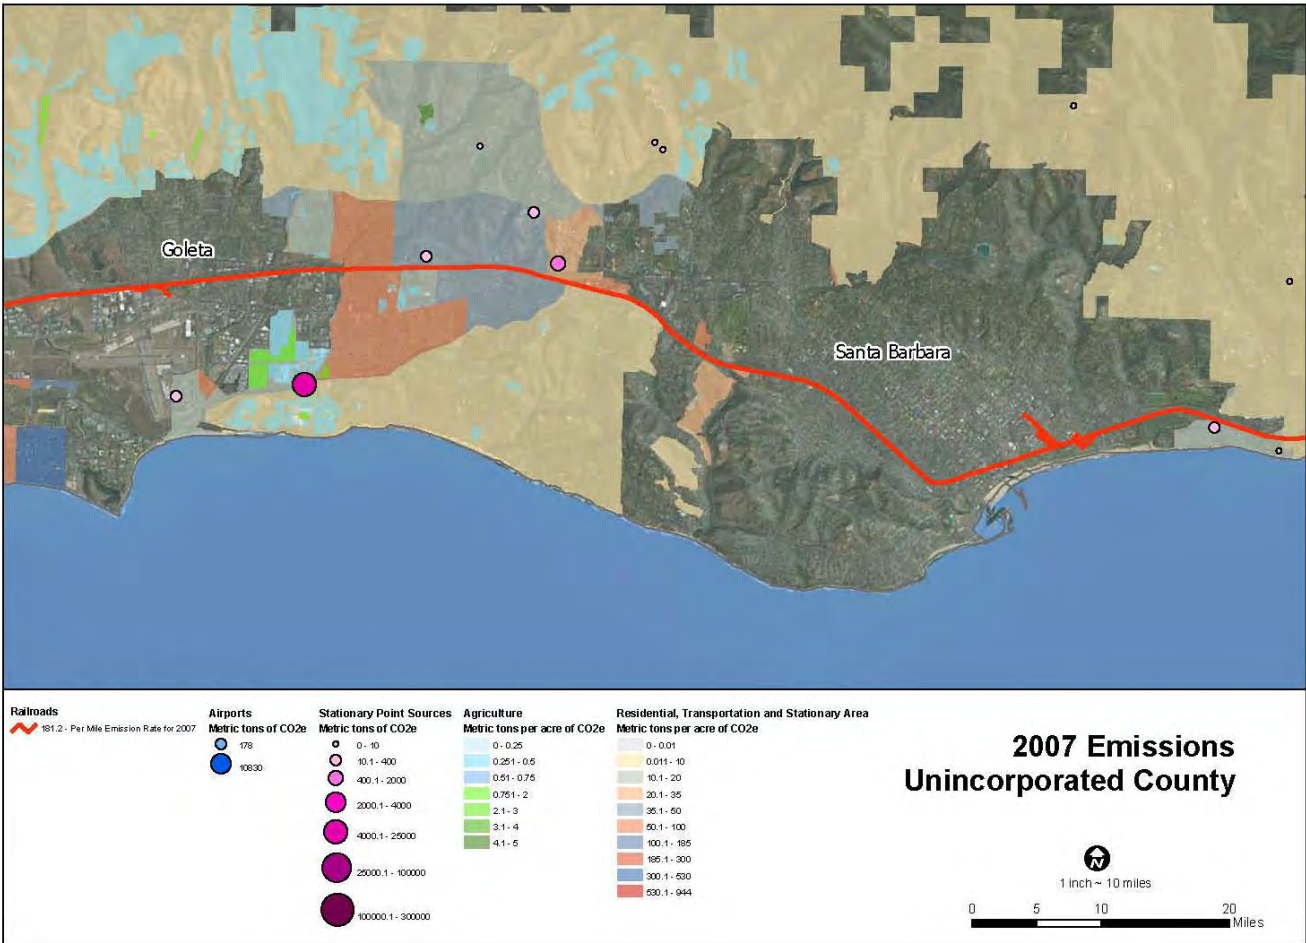 Goleta
Santa Barbara
Railroads
181.2 - Per Mile Emission Rate for 2007
Airports
Metric tons of CO2e
178
10830
Stationary Point Sources
Metric tons of CO2e
0 - 10
10.1 - 400
400.1 - 2000
2000.1 - 4000
4000.1 - 25000
25000.1 - 100000
100000.1 - 300000
Agriculture
Metric tons per acre of CO2e
0 - 0.25
0.251 - 0.5
0.51 - 0.75
0.751 - 2
2.1 - 3
3.1 - 4
4.1 - 5
Residential, Transportation and Stationary Area
Metric tons per acre of CO2e
0 - 0.01
0.011 - 10
10.1 - 20
20.1 - 35
35.1 - 50
50.1 - 100
100.1 - 185
185.1 - 300
300.1 - 530
530.1 - 944
2007 Emissions
Unincorporated County
N
1 inch ~ 10 miles
0 5 10 20
Miles